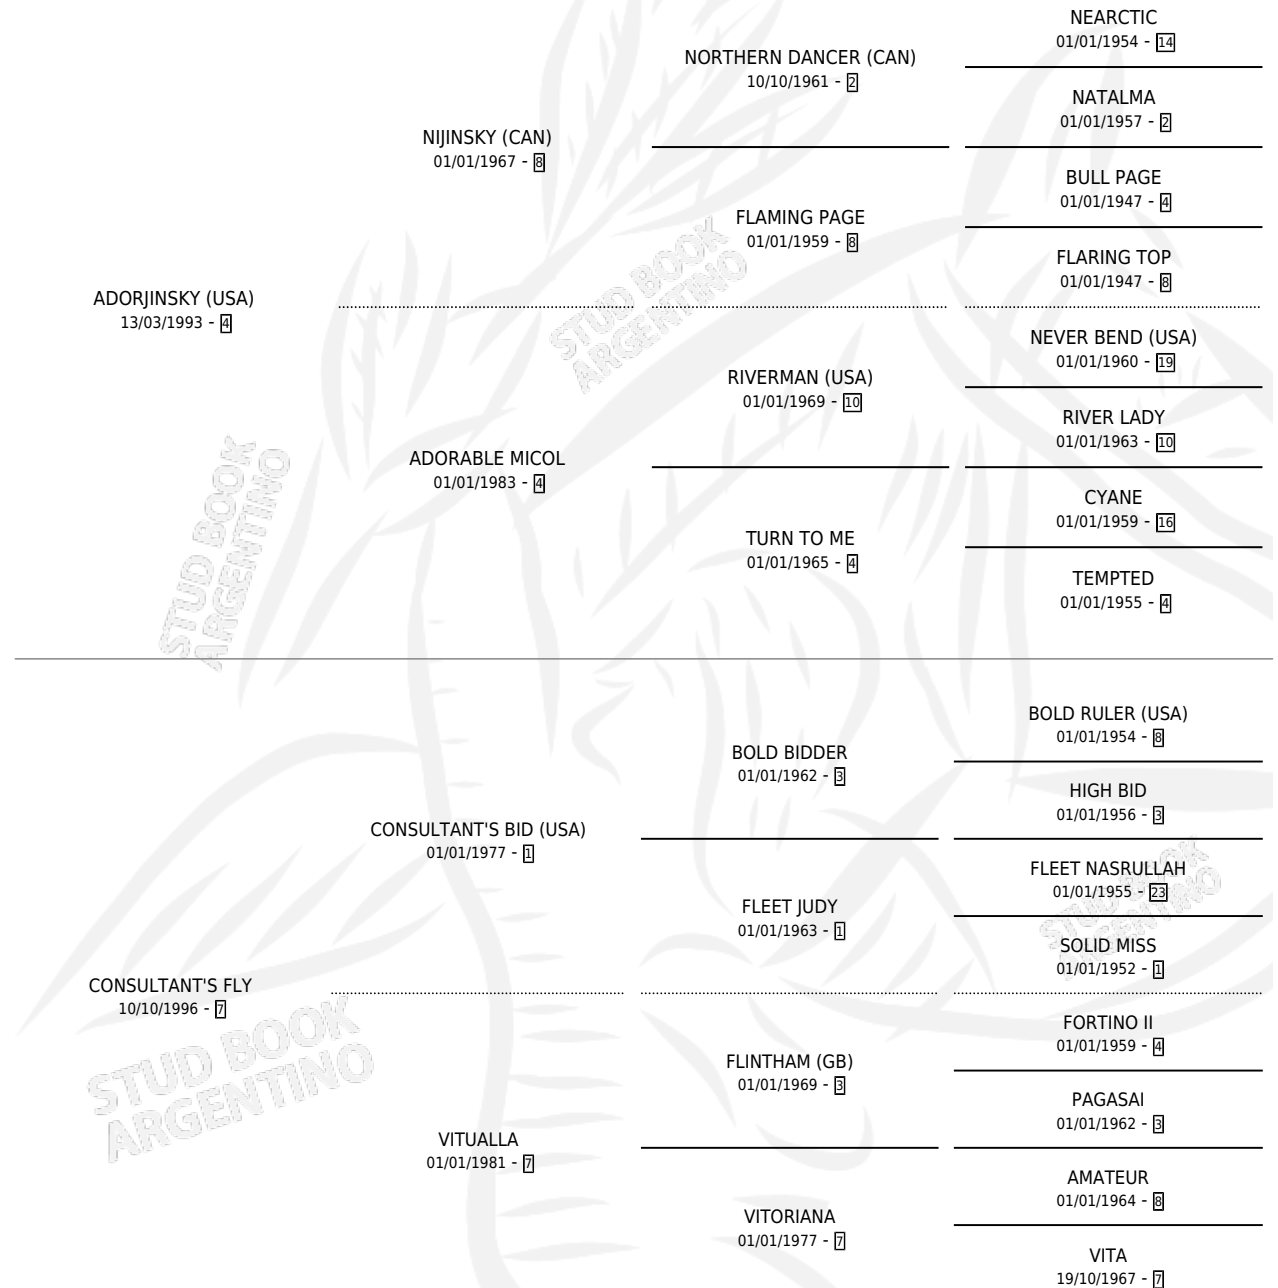 NEARCTIC
01/01/1954 - 14
NORTHERN DANCER (CAN)
10/10/1961 - 2
NATALMA
01/01/1957 - 2
NIJINSKY (CAN)
01/01/1967 - 8
BULL PAGE
01/01/1947 - 4
FLAMING PAGE
01/01/1959 - 8
FLARING TOP
01/01/1947 - 8
ADORJINSKY (USA)
13/03/1993 - 4
NEVER BEND (USA)
01/01/1960 - 19
RIVERMAN (USA)
01/01/1969 - 10
RIVER LADY
01/01/1963 - 10
ADORABLE MICOL
01/01/1983 - 4
CYANE
01/01/1959 - 16
TURN TO ME
01/01/1965 - 4
TEMPTED
01/01/1955 - 4
STUD BOOK
ARGENTINO
STUD BOOK
ARGENTINO
BOLD RULER (USA)
01/01/1954 - 8
BOLD BIDDER
01/01/1962 - 3
HIGH BID
01/01/1956 - 3
CONSULTANT'S BID (USA)
01/01/1977 - 1
FLEET NASRULLAH
01/01/1955 - 23
FLEET JUDY
01/01/1963 - 1
SOLID MISS
01/01/1952 - 1
CONSULTANT'S FLY
10/10/1996 - 7
FORTINO II
01/01/1959 - 4
FLINTHAM (GB)
01/01/1969 - 3
PAGASAI
01/01/1962 - 3
VITUALLA
01/01/1981 - 7
AMATEUR
01/01/1964 - 8
VITORIANA
01/01/1977 - 7
VITA
19/10/1967 - 7
STUD BOOK
ARGENTINO
STUD BOOK
ARGENTINO